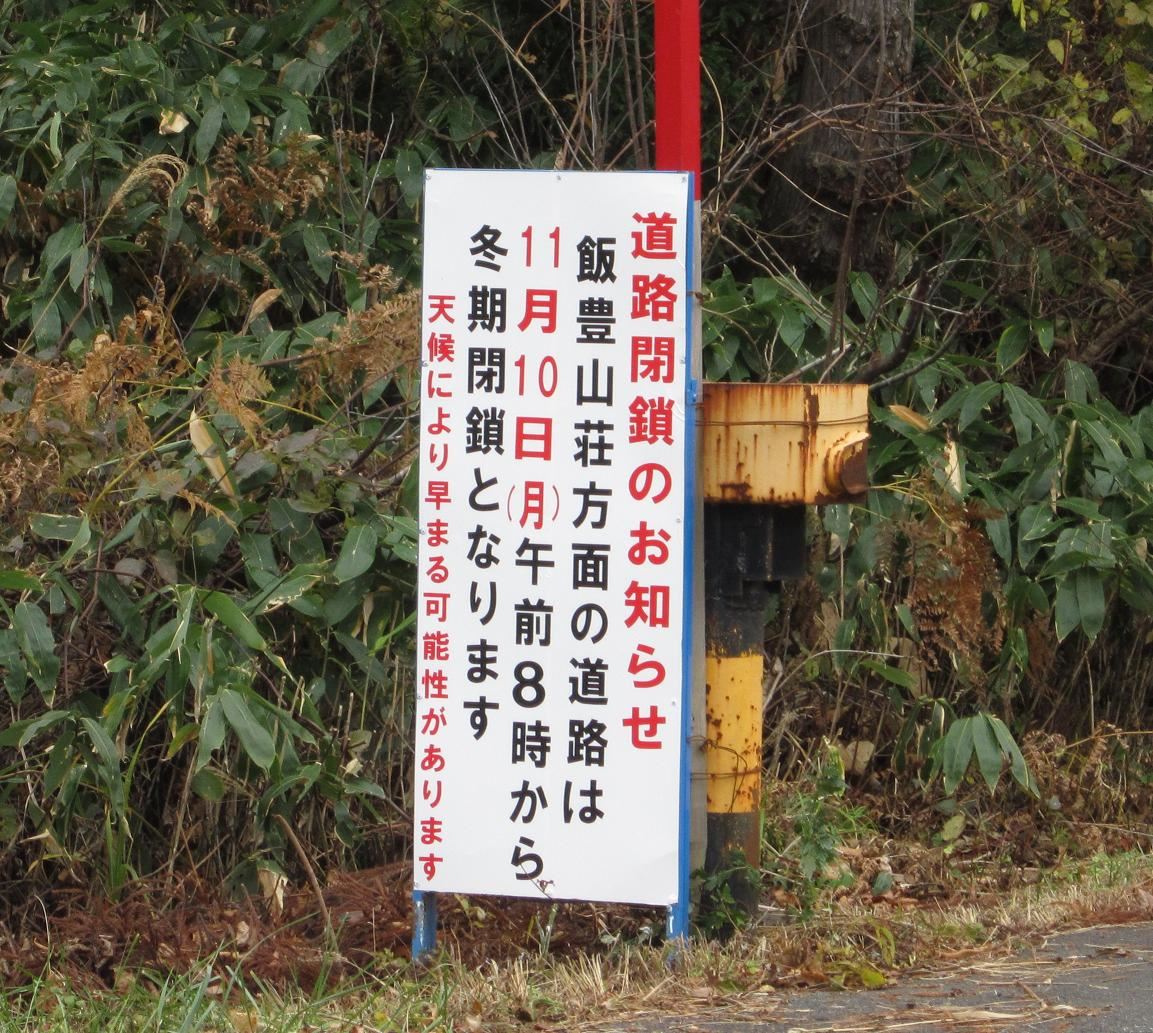 道路閉鎖のお知らせ
飯豊山荘方面の道路は
11月10日(月)午前8時から
冬期閉鎖となります
天候により早まる可能性があります